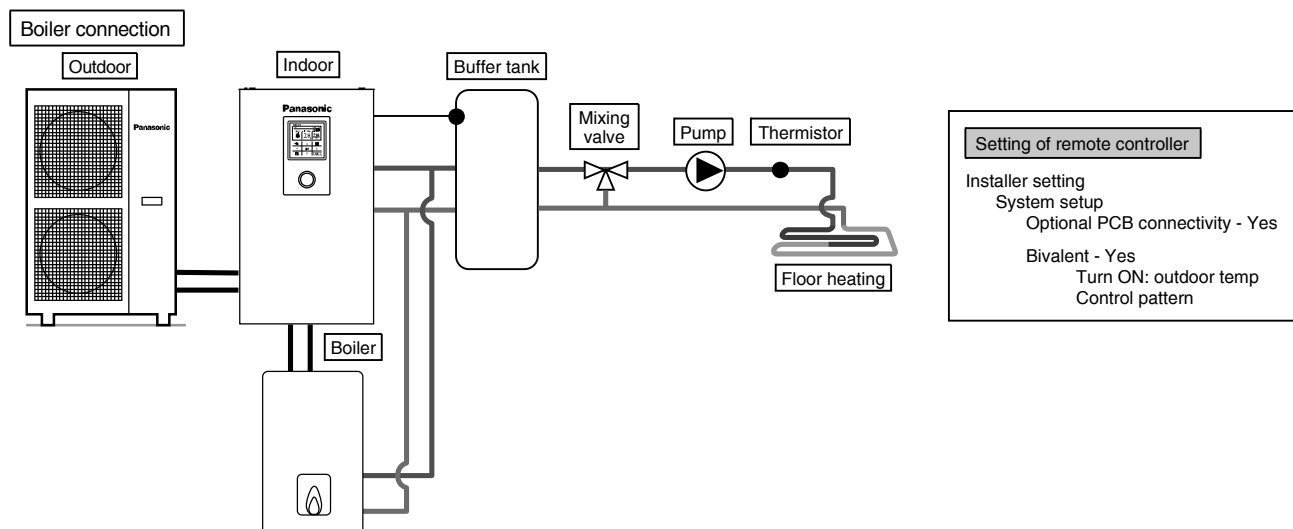 Boiler connection
Outdoor
Indoor
Buffer tank
Panasonic
Panasonic
Mixing
valve
Pump
Thermistor
Floor heating
Boiler
Setting of remote controller
Installer setting
System setup
Optional PCB connectivity - Yes
Bivalent - Yes
Turn ON: outdoor temp
Control pattern